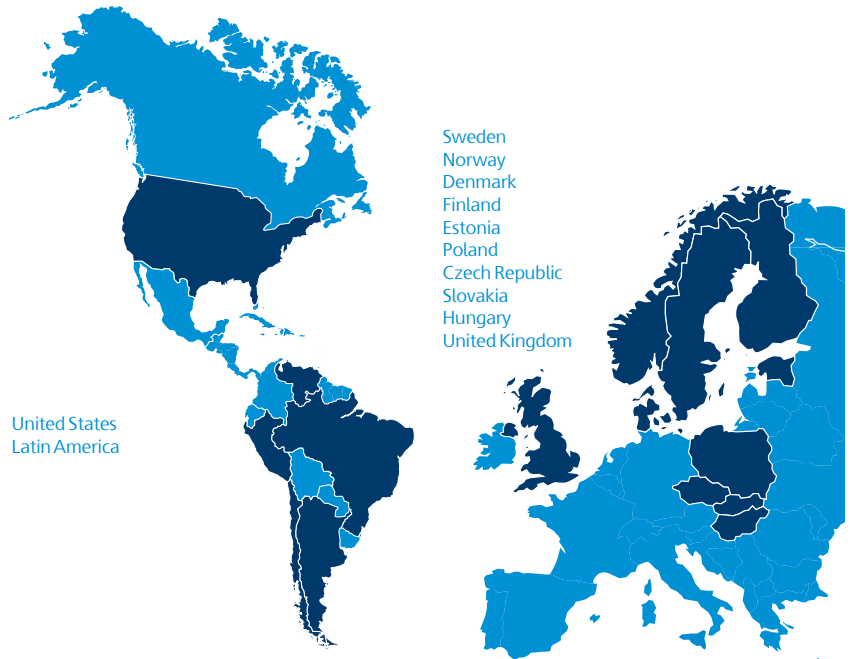 Sweden
Norway
Denmark
Finland
Estonia
Poland
Czech Republic
Slovakia
Hungary
United Kingdom
United States
Latin America